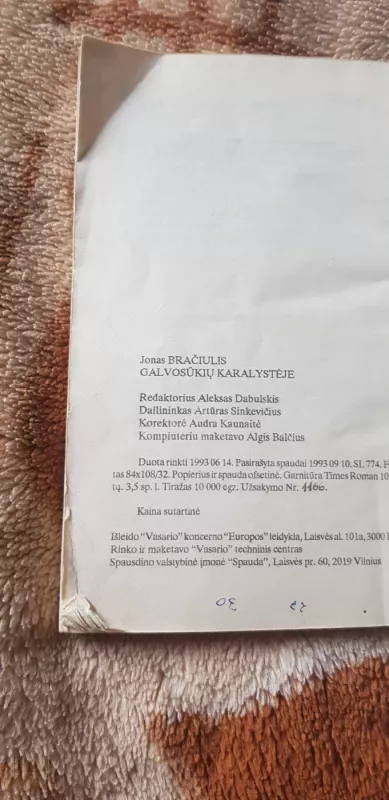 Jonas BRAČIULIS
GALVOSŪKIŲ KARALYSTĖJE
Redaktorius Aleksas Dabulskis
Dailininkas Artūras Sinkevičius
Korektorė Audra Kaunaitė
Kompiuteriu maketavo Algis Balčius
Duota rinkti 1993 06 14. Pasirašyta spaudai 1993 09 10. SL 774. F
tas 84x108/32. Popierius ir spauda ofsetinė. Garnitūra Times Roman 10
tų. 3,5 sp. l. Tiražas 10 000 egz. Užsakymo Nr. 1166.
Kaina sutartinė
Išleido "Vasario" koncerno "Europos" leidykla, Laisvės al. 101a, 3000
Rinko ir maketavo "Vasario" techninis centras
Spausdino valstybinė įmonė "Spauda", Laisvės pr. 60, 2019 Vilnius